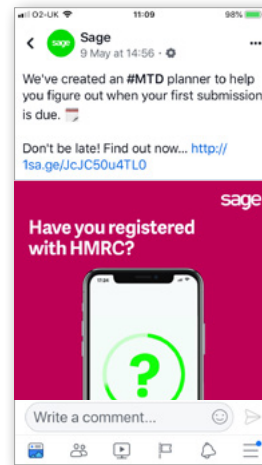 O2-UK 11:09 98%
sage Sage
9 May at 14:56
We've created an #MTD planner to help
you figure out when your first submission
is due.
Don't be late! Find out now... http://
1sa.ge/JcJC50u4TL0
sage
Have you registered
with HMRC?
?
Write a comment...